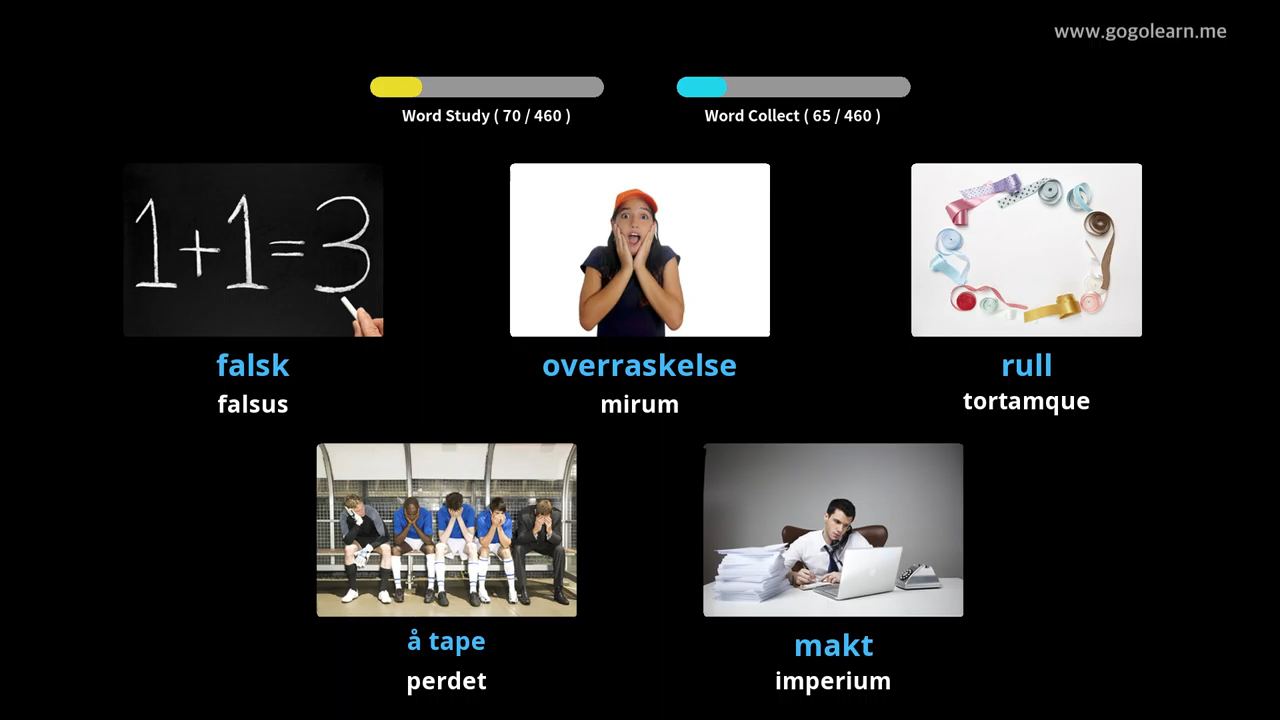 www.gogolearn.me
Word Study ( 70 / 460 )
Word Collect ( 65 / 460 )
1+1=3
falsk
falsus
overraskelse
mirum
rull
tortamque
å tape
perdet
makt
imperium